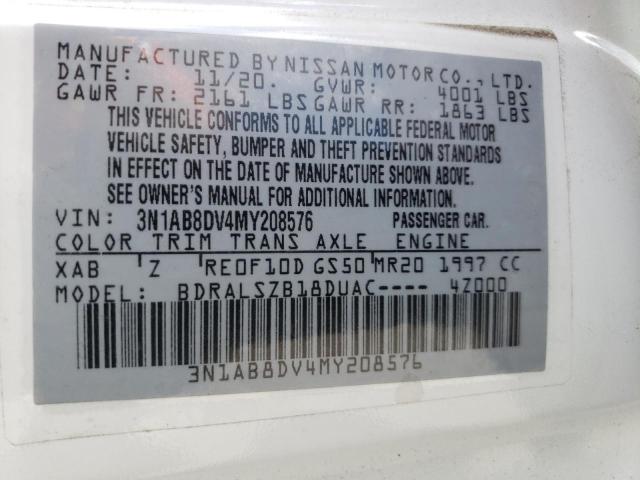 MANUFACTURED BY NISSAN MOTOR CO., LTD.
DATE: 11/20. GVWR: 4001 LBS
GAWR FR: 2161 LBS GAWR RR: 1863 LBS
THIS VEHICLE CONFORMS TO ALL APPLICABLE FEDERAL MOTOR
VEHICLE SAFETY, BUMPER AND THEFT PREVENTION STANDARDS
IN EFFECT ON THE DATE OF MANUFACTURE SHOWN ABOVE.
SEE OWNER'S MANUAL FOR ADDITIONAL INFORMATION.
VIN: 3N1AB8DV4MY208576 PASSENGER CAR.
COLOR TRIM TRANS AXLE ENGINE
XAB Z RE0F10D GS50 MR20 1997 CC
MODEL: BDRALSZB18DUAC---- 4Z000
3N1AB8DV4MY208576